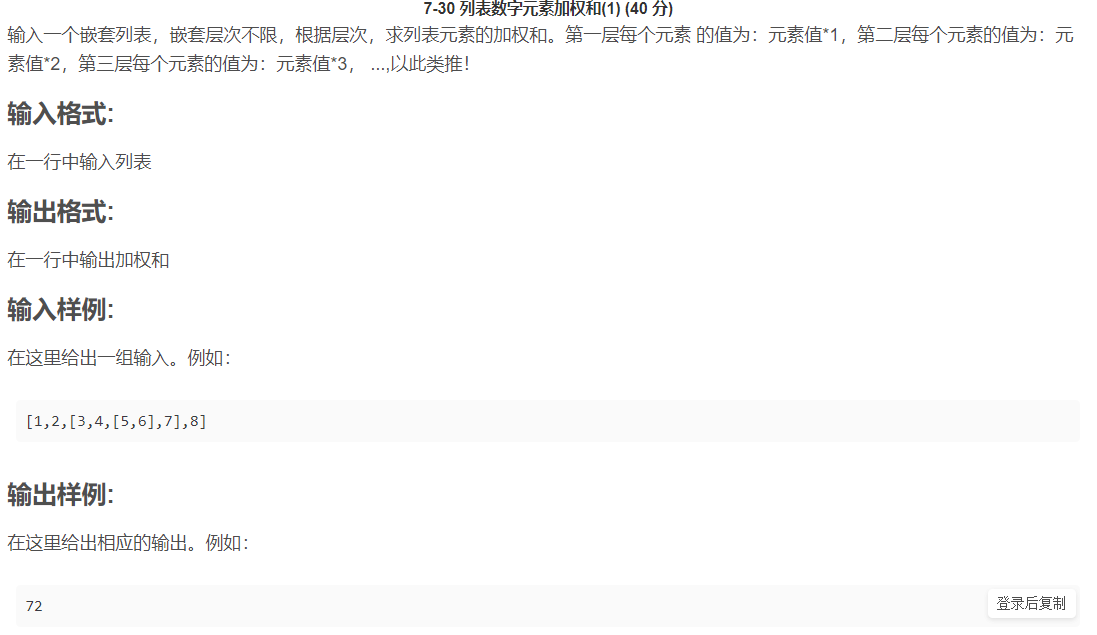 7-30 列表数字元素加权和(1) (40 分)
输入一个嵌套列表，嵌套层次不限，根据层次，求列表元素的加权和。第一层每个元素 的值为：元素值*1，第二层每个元素的值为：元
素值*2，第三层每个元素的值为：元素值*3， ...,以此类推！
输入格式:
在一行中输入列表
输出格式:
在一行中输出加权和
输入样例:
在这里给出一组输入。例如：
[1,2,[3,4,[5,6],7],8]
输出样例:
在这里给出相应的输出。例如：
72
登录后复制